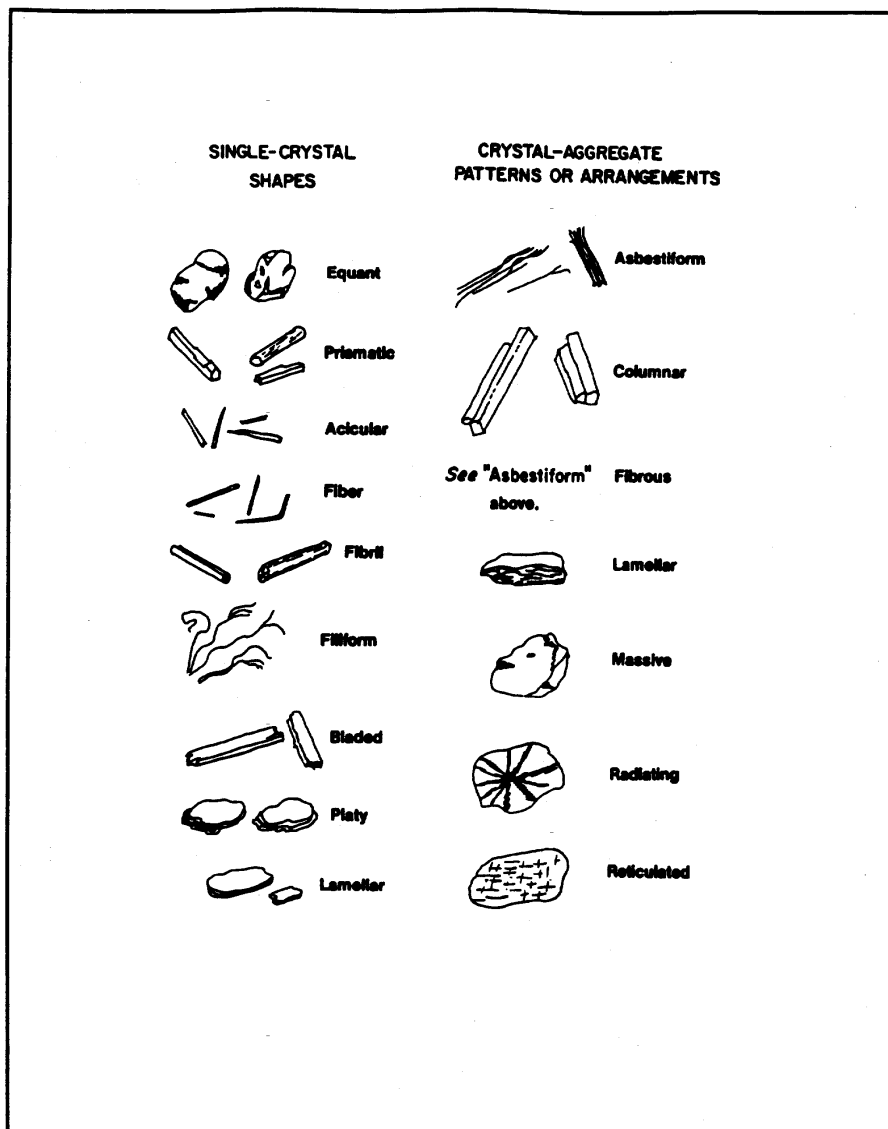 SINGLE-CRYSTAL
SHAPES
Equant
Prismatic
Acicular
Fiber
Fibril
Filiform
Bladed
Platy
Lamellar
CRYSTAL-AGGREGATE
PATTERNS OR ARRANGEMENTS
Asbestiform
Columnar
See "Asbestiform" Fibrous
above.
Lamellar
Massive
Radiating
Reticulated